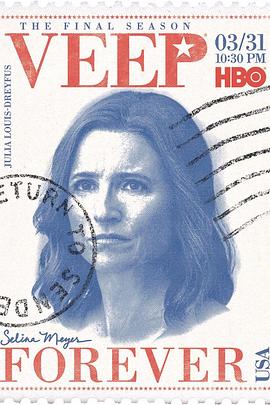 THE FINAL SEASON
VEEP
03/31
10:30 PM
HBO
JULIA LOUIS-DREYFUS
RETURN TO SENDE
Selina Meyer
FOREVER
USA